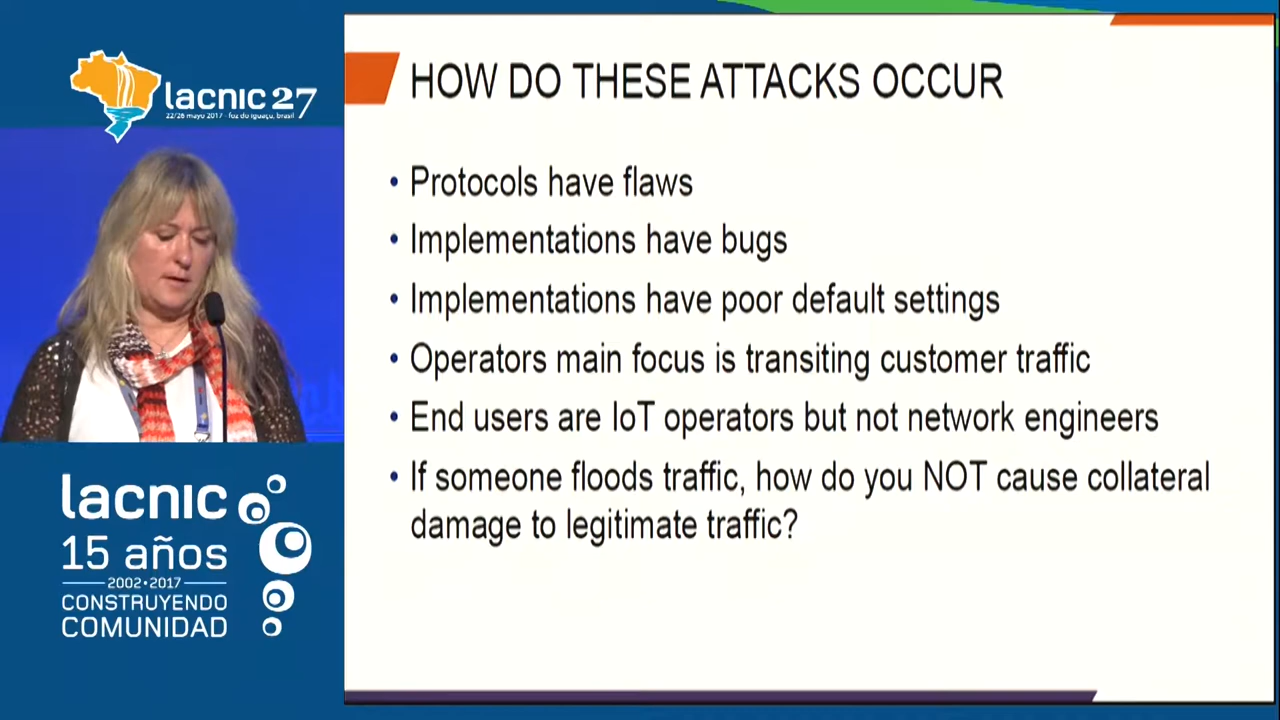 lacnic 27
22/26 mayo 2017 - foz do iguaçu, brasil
HOW DO THESE ATTACKS OCCUR
• Protocols have flaws
• Implementations have bugs
• Implementations have poor default settings
• Operators main focus is transiting customer traffic
• End users are IoT operators but not network engineers
• If someone floods traffic, how do you NOT cause collateral
damage to legitimate traffic?
lacnic
15 años
2002•2017
CONSTRUYENDO
COMUNIDAD